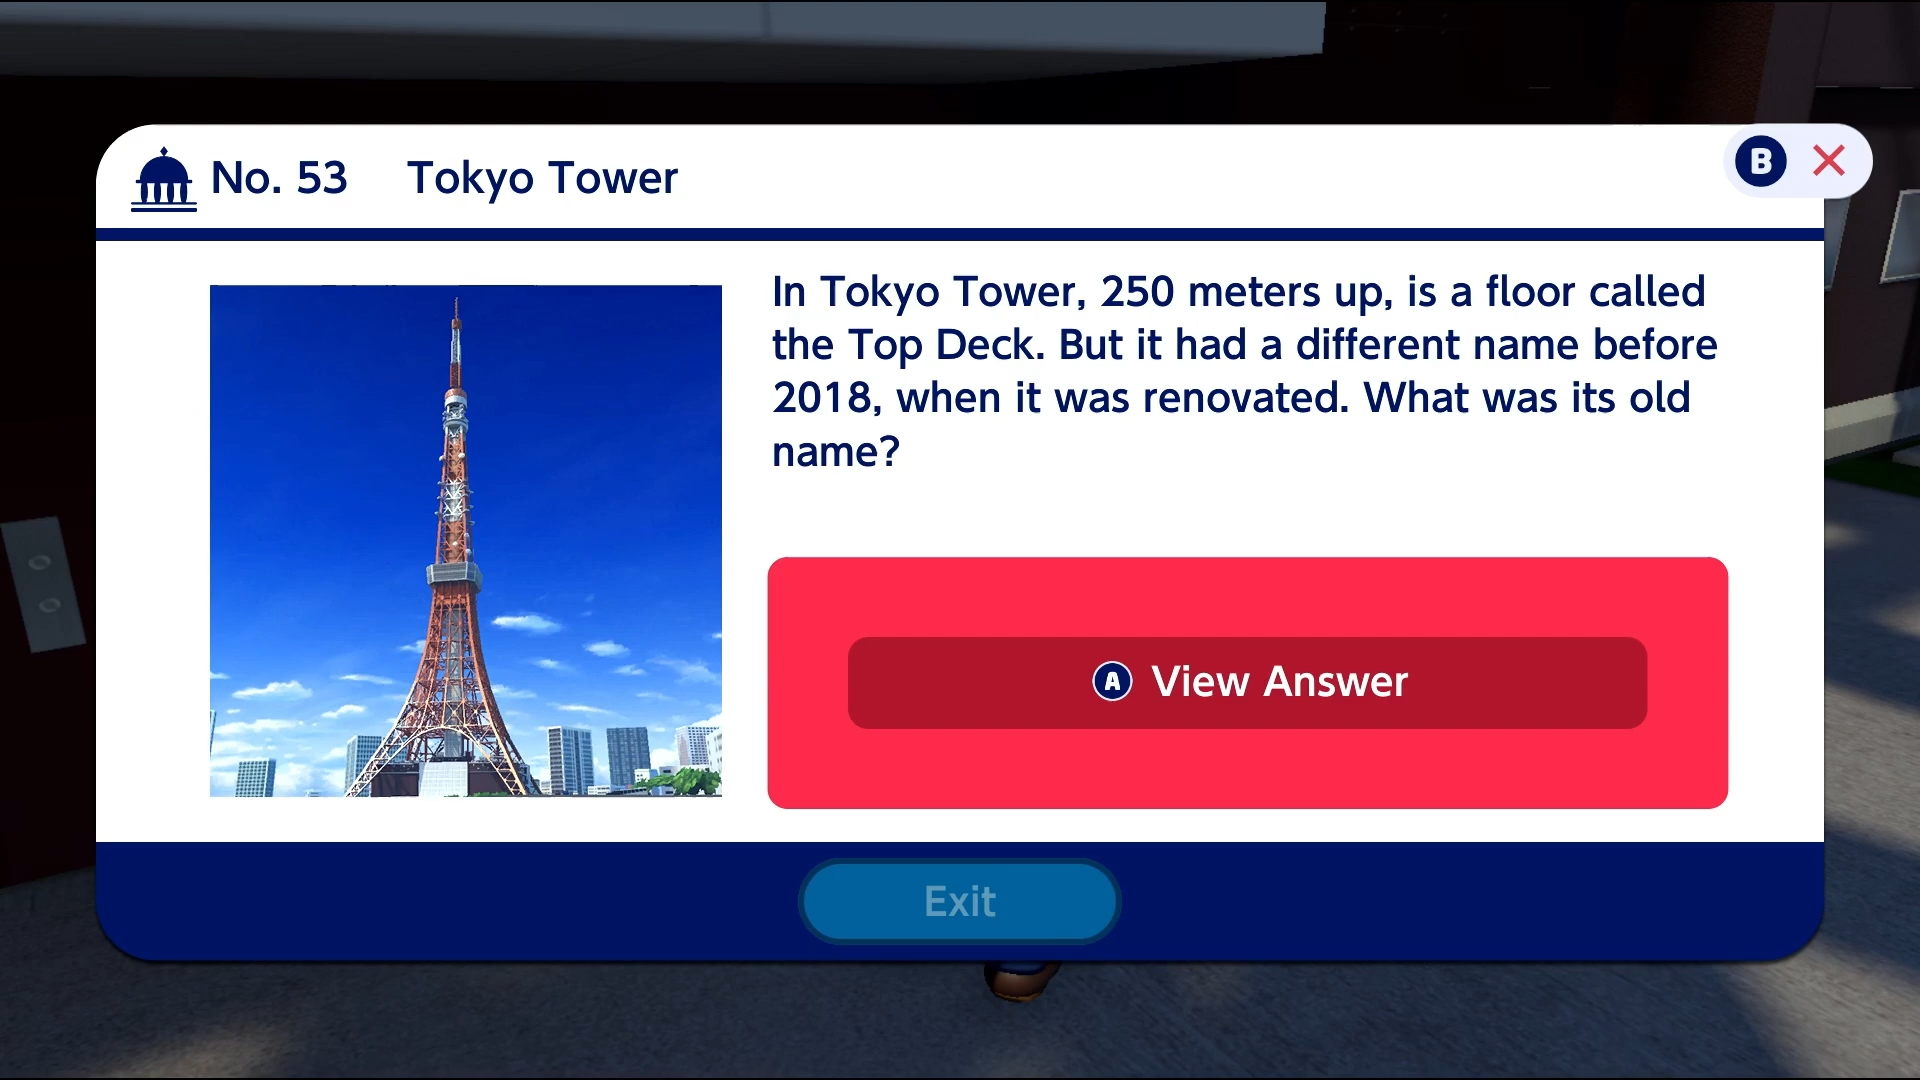 No. 53 Tokyo Tower
B
In Tokyo Tower, 250 meters up, is a floor called
the Top Deck. But it had a different name before
2018, when it was renovated. What was its old
name?
A View Answer
Exit